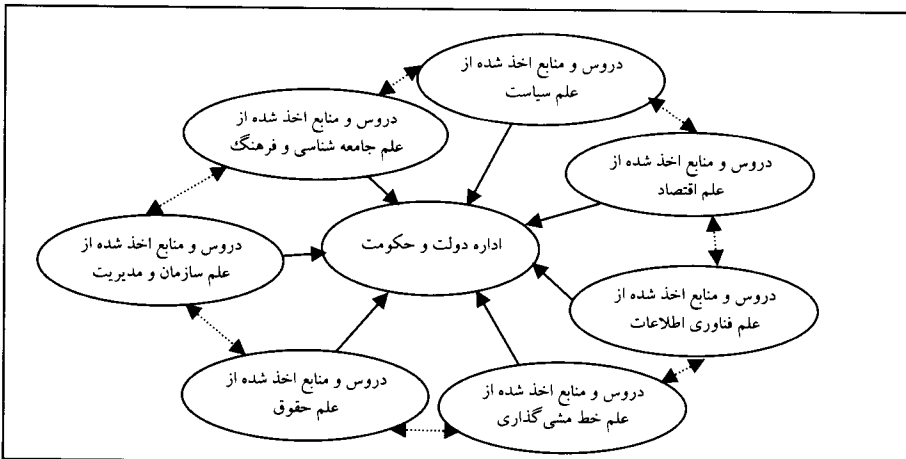 دروس و منابع اخذ شده از
علم سیاست
دروس و منابع اخذ شده از
علم جامعه شناسی و فرهنگ
دروس و منابع اخذ شده از
علم اقتصاد
دروس و منابع اخذ شده از
علم سازمان و مدیریت
اداره دولت و حکومت
دروس و منابع اخذ شده از
علم فناوری اطلاعات
دروس و منابع اخذ شده از
علم حقوق
دروس و منابع اخذ شده از
علم خط مشی‌گذاری